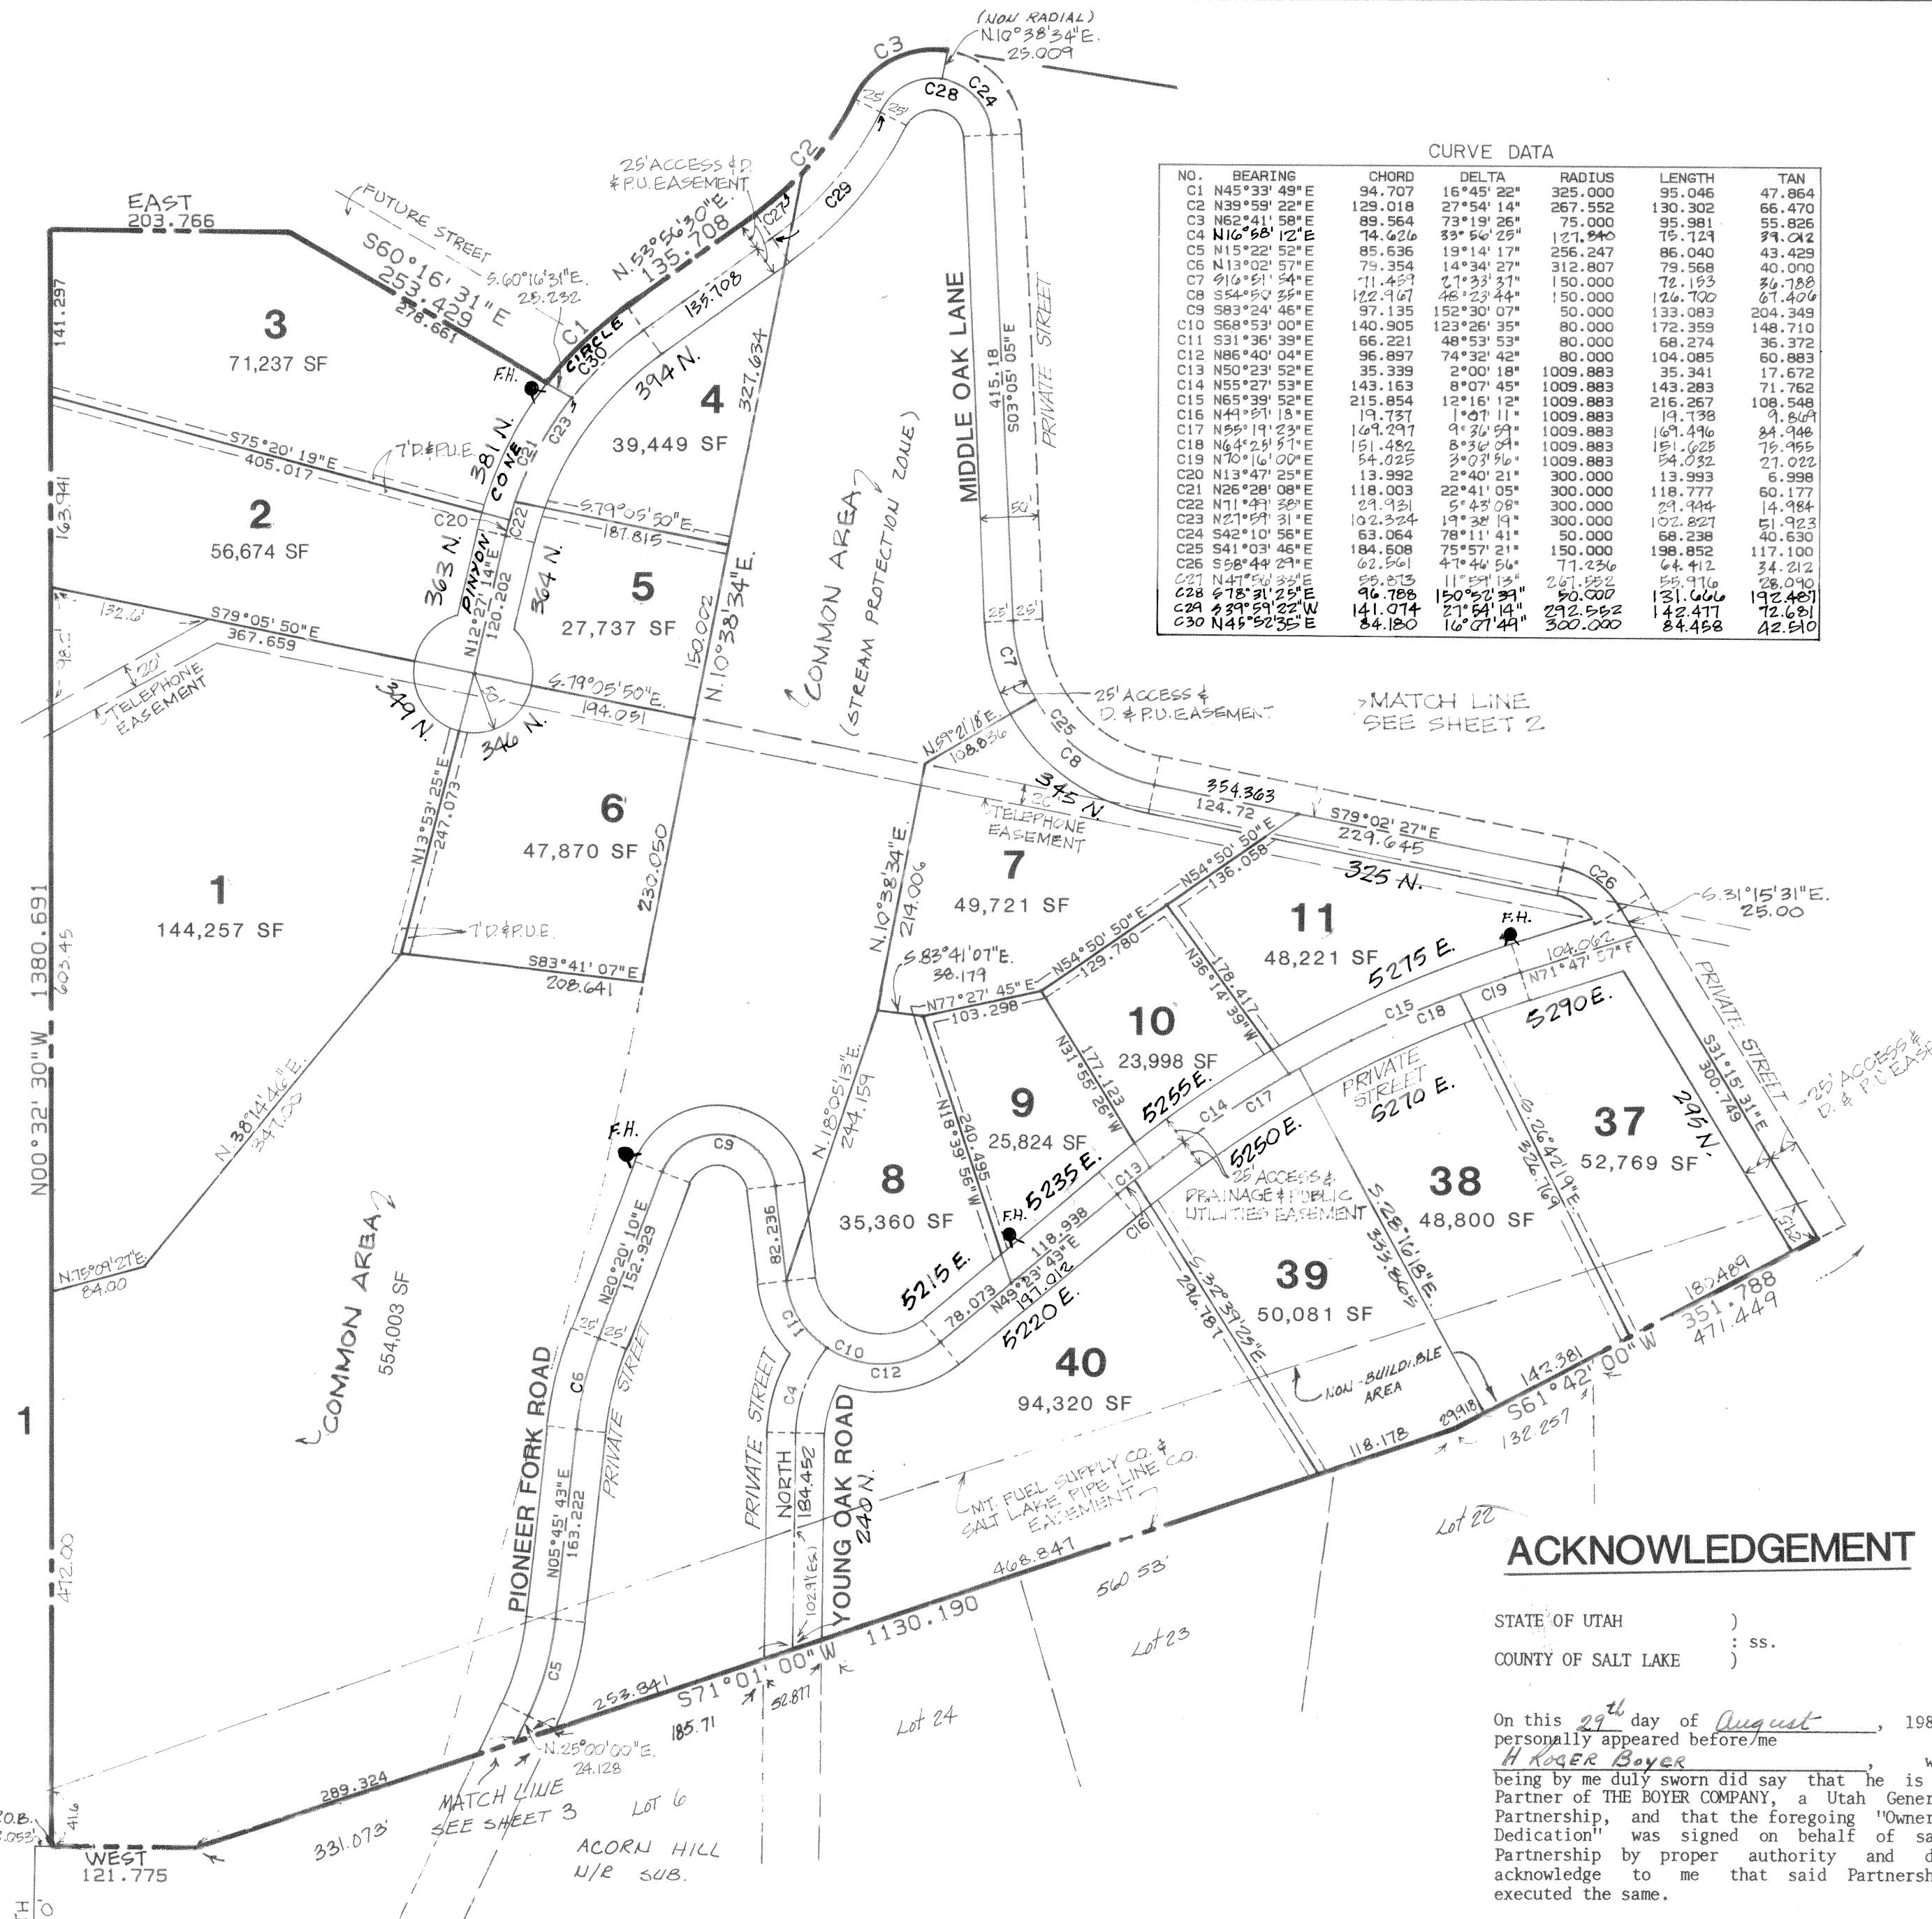 (NON RADIAL)
N.10°38'34"E.
25.009
C3
C28
C24
25' 25'
C2
25' ACCESS & D.
& P.U. EASEMENT
C27
C29
EAST
203.766
FUTURE STREET
S60°16'31"E
253.429
278.661
S.60°16'31"E.
25.232
N.53°56'30"E.
135.708
135.708
C1
CIRCLE
C30
141.297
3
71,237 SF
F.H.
394 N.
4
39,449 SF
327.634
MIDDLE OAK LANE
415.18
S03°05'05"E
PRIVATE STREET
50'
25' 25'
S75°20'19"E
405.017
7' D.& P.U.E.
381 N.
PINYON CONE
C21
C23
C20
C22
163.941
2
56,674 SF
363 N.
N12°27'14"E
120.202
364 N.
S.79°05'50"E.
187.815
5
27,737 SF
150.002
N.10°38'34"E.
COMMON AREA
(STREAM PROTECTION ZONE)
132.6'
98.2'
S79°05'50"E
367.659
20'
TELEPHONE
EASEMENT
349 N.
346 N.
S.79°05'50"E.
194.051
C7
25' ACCESS &
D. & P.U. EASEMENT
MATCH LINE
SEE SHEET 2
N.59°21'18"E.
108.836
C25
C8
345 N.
TELEPHONE
EASEMENT
354.363
124.72
S79°02'27"E
229.645
325 N.
C26
S.31°15'31"E.
25.00
CURVE DATA
NO. BEARING CHORD DELTA RADIUS LENGTH TAN
C1 N45°33'49"E 94.707 16°45'22" 325.000 95.046 47.864
C2 N39°59'22"E 129.018 27°54'14" 267.552 130.302 66.470
C3 N62°41'58"E 89.564 73°19'26" 75.000 95.981 55.826
C4 N16°58'12"E 74.626 33°56'25" 127.840 75.729 39.012
C5 N15°22'52"E 85.636 19°14'17" 256.247 86.040 43.429
C6 N13°02'57"E 79.354 14°34'27" 312.807 79.568 40.000
C7 S16°51'54"E 71.459 27°33'37" 150.000 72.153 36.788
C8 S54°50'35"E 122.967 48°23'44" 150.000 126.700 67.406
C9 S83°24'46"E 97.135 152°30'07" 50.000 133.083 204.349
C10 S68°53'00"E 140.905 123°26'35" 80.000 172.359 148.710
C11 S31°36'39"E 66.221 48°53'53" 80.000 68.274 36.372
C12 N86°40'04"E 96.897 74°32'42" 80.000 104.085 60.883
C13 N50°23'52"E 35.339 2°00'18" 1009.883 35.341 17.672
C14 N55°27'53"E 143.163 8°07'45" 1009.883 143.283 71.762
C15 N65°39'52"E 215.854 12°16'12" 1009.883 216.267 108.548
C16 N49°57'18"E 19.737 1°07'11" 1009.883 19.738 9.869
C17 N55°19'23"E 169.297 9°36'59" 1009.883 169.496 84.948
C18 N64°25'57"E 151.482 8°36'09" 1009.883 151.625 75.955
C19 N70°16'00"E 54.025 3°03'56" 1009.883 54.032 27.022
C20 N13°47'25"E 13.992 2°40'21" 300.000 13.993 6.998
C21 N26°28'08"E 118.003 22°41'05" 300.000 118.777 60.177
C22 N71°49'38"E 29.931 5°43'08" 300.000 29.944 14.984
C23 N27°59'31"E 102.324 19°38'19" 300.000 102.827 51.923
C24 S42°10'56"E 63.064 78°11'41" 50.000 68.238 40.630
C25 S41°03'46"E 184.608 75°57'21" 150.000 198.852 117.100
C26 S58°44'29"E 62.561 47°46'56" 77.236 64.412 34.212
C27 N47°56'33"E 55.873 11°59'13" 267.552 55.976 28.090
C28 S78°31'25"E 96.788 150°52'39" 50.000 131.666 192.487
C29 S39°59'22"W 141.074 27°54'14" 292.552 142.477 72.681
C30 N45°52'35"E 84.180 16°07'49" 300.000 84.458 42.510
N00°32'30"W 1380.691
603.45
1
144,257 SF
N13°53'25"E
247.073
7' D.& P.U.E.
6
47,870 SF
230.050
S83°41'07"E
208.641
N.38°14'46"E.
347.00
N.75°09'27"E.
84.00
N.10°38'34"E.
214.006
7
49,721 SF
S.83°41'07"E.
38.179
N77°27'45"E
103.298
N54°50'50"E
129.780
N54°50'50"E
136.058
11
48,221 SF
F.H.
5275 E.
104.062
N71°47'57"E
178.417
N36°14'39"W
10
23,998 SF
177.123
N31°55'26"W
C15
C18
C19
5290 E.
PRIVATE
STREET
5270 E.
PRIVATE STREET
S31°15'31"E
300.749
295 N.
25' ACCESS &
D. & P.U. EASE
N.18°05'13"E.
244.159
9
25,824 SF
240.495
N18°39'56"W
5255 E.
C14
C17
5250 E.
25' ACCESS &
DRAINAGE & PUBLIC
UTILITIES EASEMENT
37
52,769 SF
S.26°42'19"E.
326.769
38
48,800 SF
F.H.
C9
82.236
8
35,360 SF
F.H.
5235 E.
C13
C16
118.998
N49°23'43"E
197.012
78.073
5215 E.
5220 E.
S.28°16'18"E.
333.865
39
50,081 SF
S.32°39'25"E.
296.787
N20°20'10"E
152.929
25' 25'
C11
C10
C12
C4
40
94,320 SF
NON-BUILDIBLE
AREA
185.489
351.788
471.449
142.381
S61°42'00"W
132.257
29.918
118.178
COMMON AREA
554,003 SF
1
C6
PIONEER FORK ROAD
PRIVATE STREET
N05°45'43"E
163.222
PRIVATE STREET
NORTH
184.452
102.91(Es.)
YOUNG OAK ROAD
240 N.
MT. FUEL SUPPLY CO. &
SALT LAKE PIPE LINE CO.
EASEMENT
468.847
560.53'
Lot 22
Lot 23
1130.190
S71°01'00"W
253.841
185.71
52.877
Lot 24
C5
472.00
N.25°00'00"E.
24.128
289.324
331.073'
MATCH LINE
SEE SHEET 3
LOT 6
ACORN HILL
N/R SUB.
41.6
WEST
121.775
ACKNOWLEDGEMENT
STATE OF UTAH )
: ss.
COUNTY OF SALT LAKE )
On this 29th day of August, 198
personally appeared before me
H ROGER BOYER, w
being by me duly sworn did say that he is
Partner of THE BOYER COMPANY, a Utah Gener
Partnership, and that the foregoing "Owner
Dedication" was signed on behalf of sa
Partnership by proper authority and d
acknowledge to me that said Partnersh
executed the same.